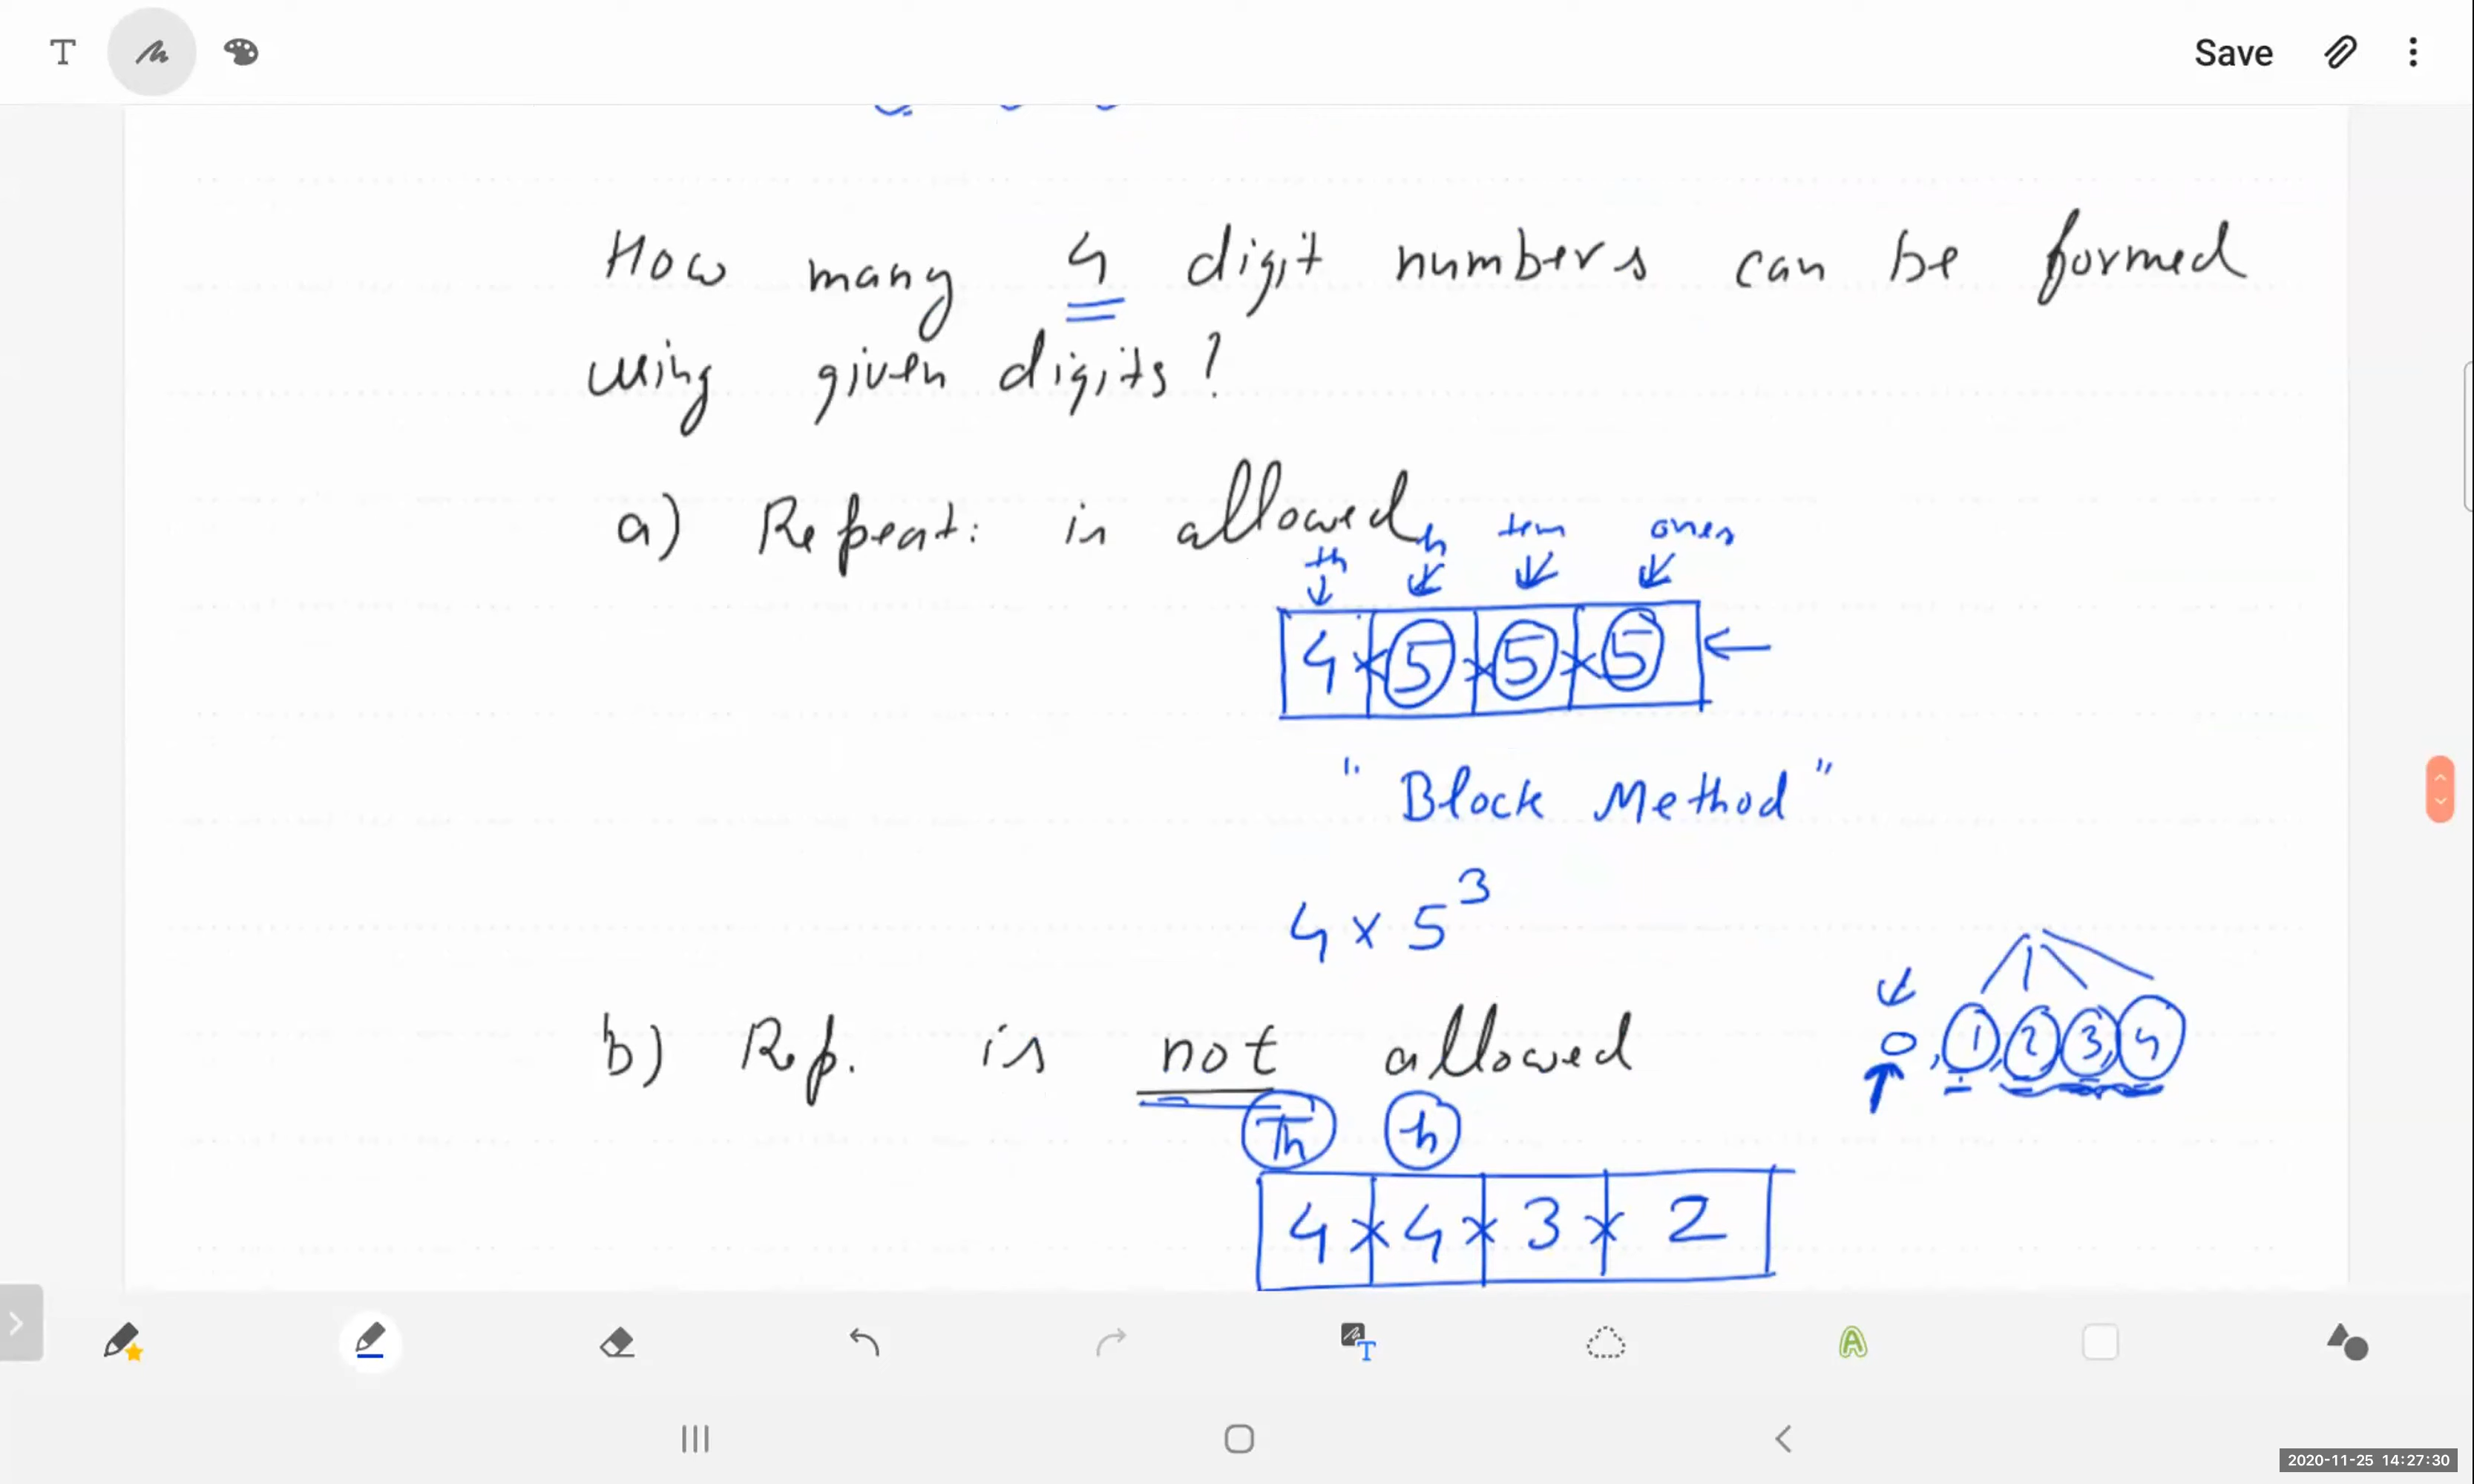 T
Save
How many 4 digit numbers can be formed
using given digits?
a) Repeat: is allowed
th h tens ones
4 × 5 × 5 × 5
"Block Method"
4 × 5³
0, 1, 2, 3, 4
b) Rep. is not allowed
Th h
4 × 4 × 3 × 2
T
A
2020-11-25 14:27:30